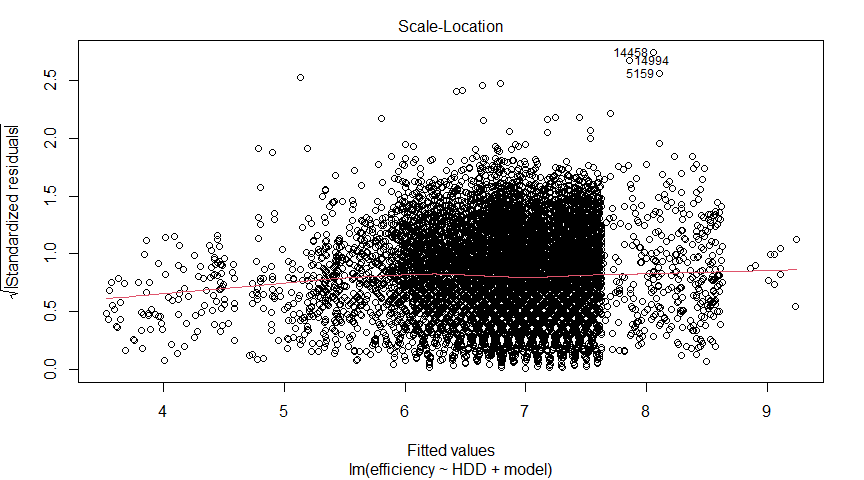 Scale-Location
√|Standardized residuals|
2.5
2.0
1.5
1.0
0.5
0.0
14458
14994
5159
4 5 6 7 8 9
Fitted values
lm(efficiency ~ HDD + model)